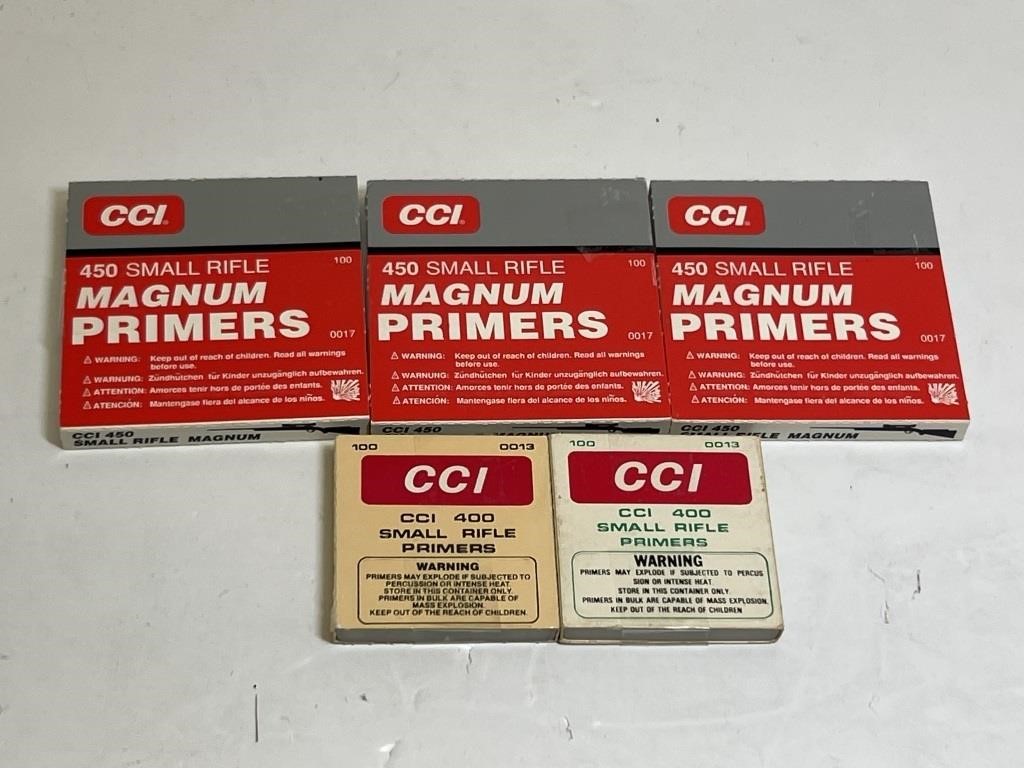 CCI
450 SMALL RIFLE 100
MAGNUM
PRIMERS 0017
WARNING: Keep out of reach of children. Read all warnings
before use.
WARNUNG: Zündhütchen für Kinder unzugänglich aufbewahren.
ATTENTION: Amorces tenir hors de portée des enfants.
ATENCIÓN: Mantengase fiera del alcance de los niños.
CCI 450
SMALL RIFLE MAGNUM
CCI
450 SMALL RIFLE 100
MAGNUM
PRIMERS 0017
WARNING: Keep out of reach of children. Read all warnings
before use.
WARNUNG: Zündhütchen für Kinder unzugänglich aufbewahren.
ATTENTION: Amorces tenir hors de portée des enfants.
ATENCIÓN: Mantengase fiera del alcance de los niños.
CCI 450
CCI
450 SMALL RIFLE 100
MAGNUM
PRIMERS 0017
WARNING: Keep out of reach of children. Read all warnings
before use.
WARNUNG: Zündhütchen für Kinder unzugänglich aufbewahren.
ATTENTION: Amorces tenir hors de portée des enfants.
ATENCIÓN: Mantengase fiera del alcance de los niños.
CCI 450
SMALL RIFLE MAGNUM
100 0013
CCI
CCI 400
SMALL RIFLE
PRIMERS
WARNING
PRIMERS MAY EXPLODE IF SUBJECTED TO
PERCUSSION OR INTENSE HEAT.
STORE IN THIS CONTAINER ONLY.
PRIMERS IN BULK ARE CAPABLE OF
MASS EXPLOSION.
KEEP OUT OF THE REACH OF CHILDREN.
100 0013
CCI
CCI 400
SMALL RIFLE
PRIMERS
WARNING
PRIMERS MAY EXPLODE IF SUBJECTED TO PERCUS
SION OR INTENSE HEAT.
STORE IN THIS CONTAINER ONLY.
PRIMERS IN BULK ARE CAPABLE OF MASS EXPLOSION.
KEEP OUT OF THE REACH OF CHILDREN